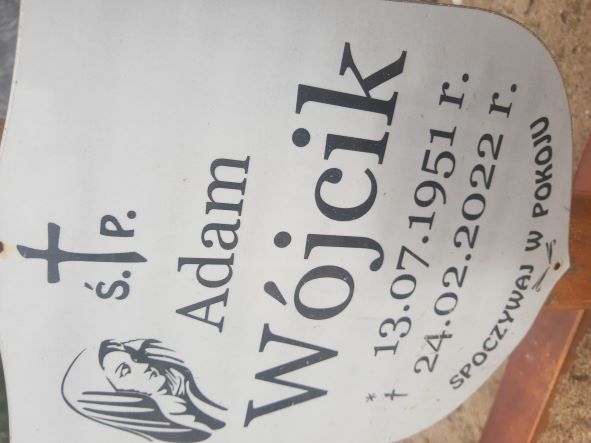 Ś. P.
Adam
Wójcik
* 13.07.1951 r.
† 24.02.2022 r.
SPOCZYWAJ W POKOJU